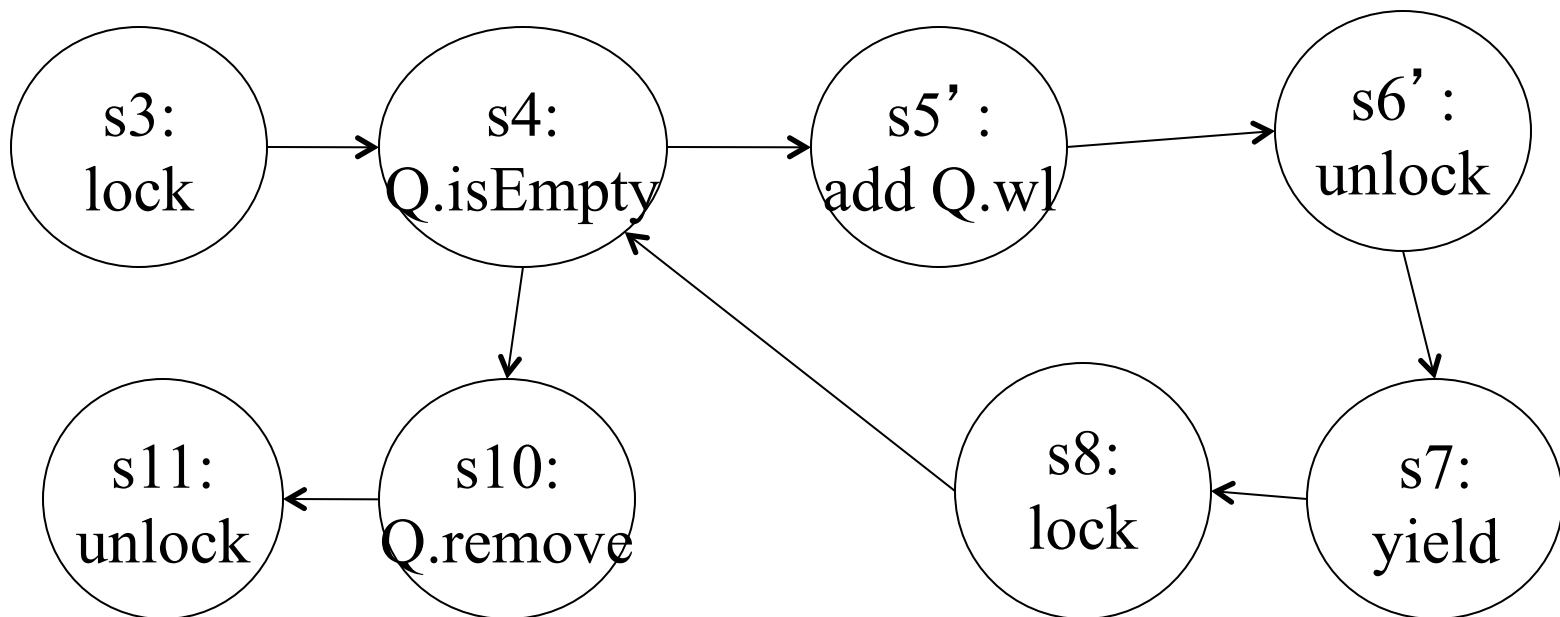 s3:
lock
s4:
Q.isEmpty
s5’ :
add Q.wl
s6’ :
unlock
s11:
unlock
s10:
Q.remove
s8:
lock
s7:
yield